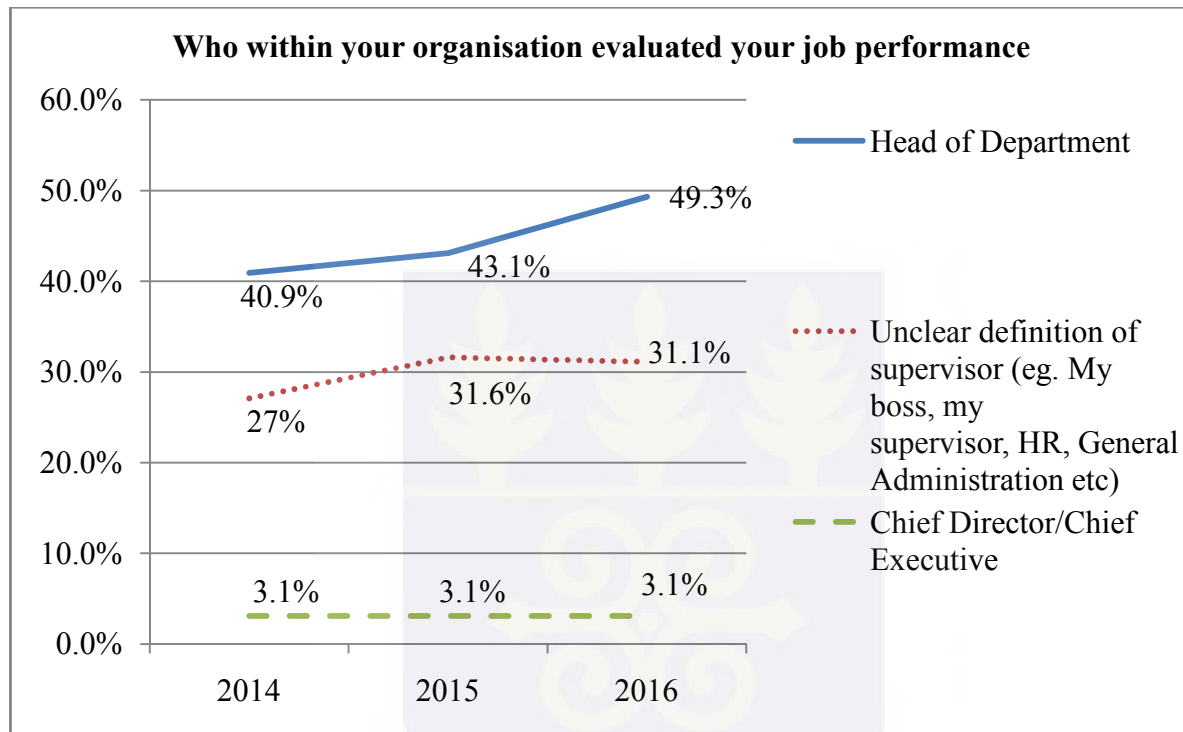 Who within your organisation evaluated your job performance
60.0%
50.0%
40.0%
30.0%
20.0%
10.0%
0.0%
40.9%
43.1%
49.3%
27%
31.6%
31.1%
3.1%
3.1%
3.1%
2014
2015
2016
Head of Department
Unclear definition of
supervisor (eg. My
boss, my
supervisor, HR, General
Administration etc)
Chief Director/Chief
Executive